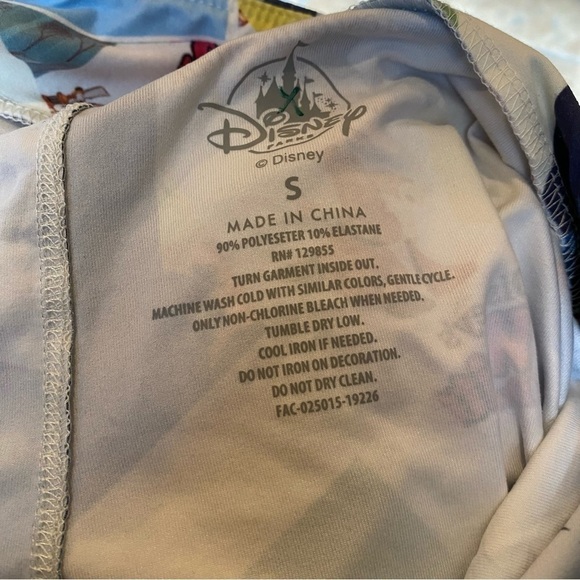 Disney
PARKS
© Disney
S
MADE IN CHINA
90% POLYESETER 10% ELASTANE
RN# 129855
TURN GARMENT INSIDE OUT.
MACHINE WASH COLD WITH SIMILAR COLORS, GENTLE CYCLE.
ONLY NON-CHLORINE BLEACH WHEN NEEDED.
TUMBLE DRY LOW.
COOL IRON IF NEEDED.
DO NOT IRON ON DECORATION.
DO NOT DRY CLEAN.
FAC-025015-19226